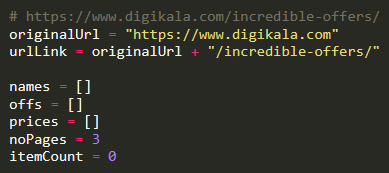 # https://www.digikala.com/incredible-offers/
originalUrl = "https://www.digikala.com"
urlLink = originalUrl + "/incredible-offers/"
names = []
offs = []
prices = []
noPages = 3
itemCount = 0